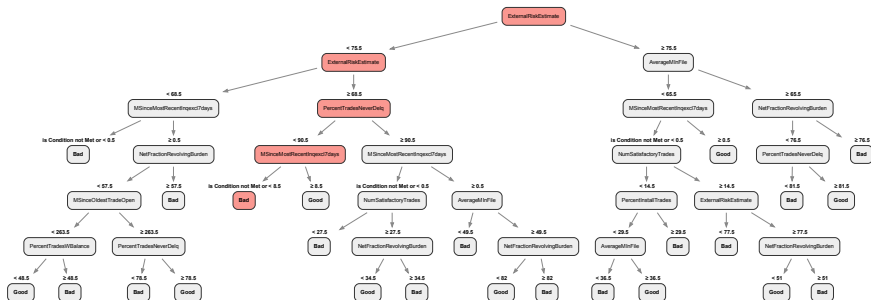 ExternalRiskEstimate
< 75.5 ≥ 75.5
ExternalRiskEstimate AverageMInFile
< 68.5 ≥ 68.5 < 65.5 ≥ 65.5
MSinceMostRecentInqexcl7days PercentTradesNeverDelq MSinceMostRecentInqexcl7days NetFractionRevolvingBurden
is Condition not Met or < 0.5 ≥ 0.5 < 90.5 ≥ 90.5 is Condition not Met or < 0.5 ≥ 0.5 < 76.5 ≥ 76.5
Bad NetFractionRevolvingBurden MSinceMostRecentInqexcl7days MSinceMostRecentInqexcl7days NumSatisfactoryTrades Good PercentTradesNeverDelq Bad
< 57.5 ≥ 57.5 is Condition not Met or < 8.5 ≥ 8.5 is Condition not Met or < 0.5 ≥ 0.5 < 14.5 ≥ 14.5 < 81.5 ≥ 81.5
MSinceOldestTradeOpen Bad Bad Good NumSatisfactoryTrades AverageMInFile PercentInstallTrades ExternalRiskEstimate Bad Good
< 263.5 ≥ 263.5 < 27.5 ≥ 27.5 < 49.5 ≥ 49.5 < 29.5 ≥ 29.5 < 77.5 ≥ 77.5
PercentTradesWBalance PercentTradesNeverDelq Bad NetFractionRevolvingBurden Bad NetFractionRevolvingBurden AverageMInFile Bad Bad NetFractionRevolvingBurden
< 48.5 ≥ 48.5 < 78.5 ≥ 78.5 < 34.5 ≥ 34.5 < 82 ≥ 82 < 36.5 ≥ 36.5 < 51 ≥ 51
Good Bad Bad Good Good Bad Good Bad Bad Good Good Bad